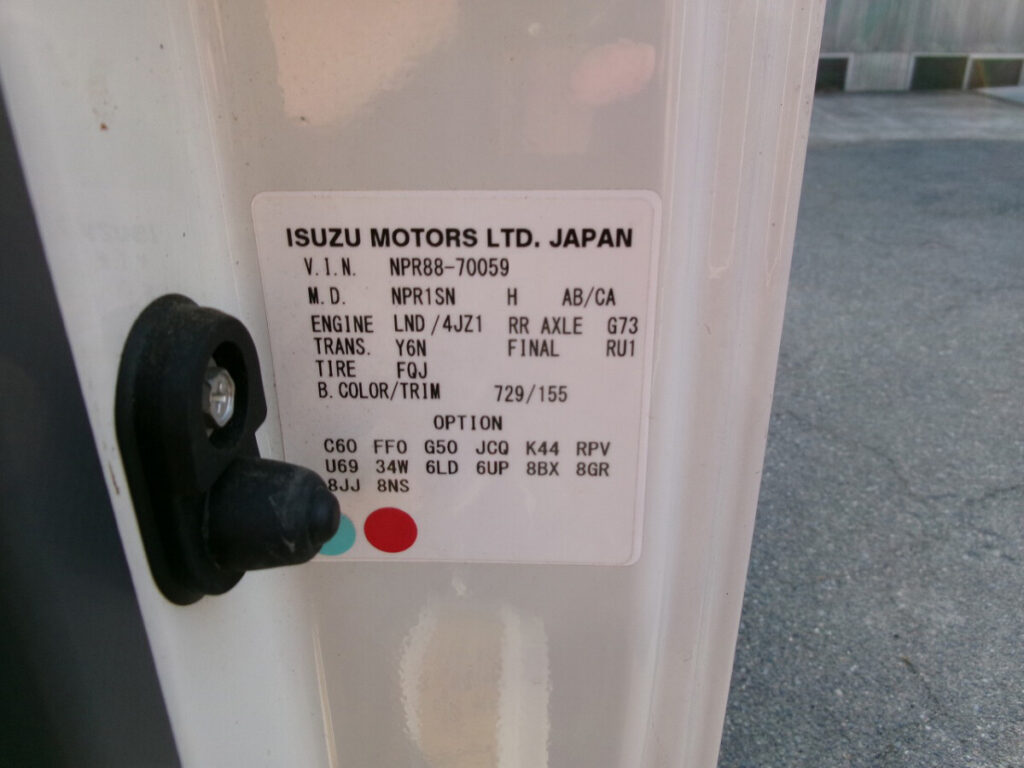 ISUZU MOTORS LTD. JAPAN
V.I.N. NPR88-70059
M.D. NPR1SN H AB/CA
ENGINE LND/4JZ1 RR AXLE G73
TRANS. Y6N FINAL RU1
TIRE FQJ
B.COLOR/TRIM 729/155
OPTION
C60 FF0 G50 JCQ K44 RPV
U69 34W 6LD 6UP 8BX 8GR
8JJ 8NS